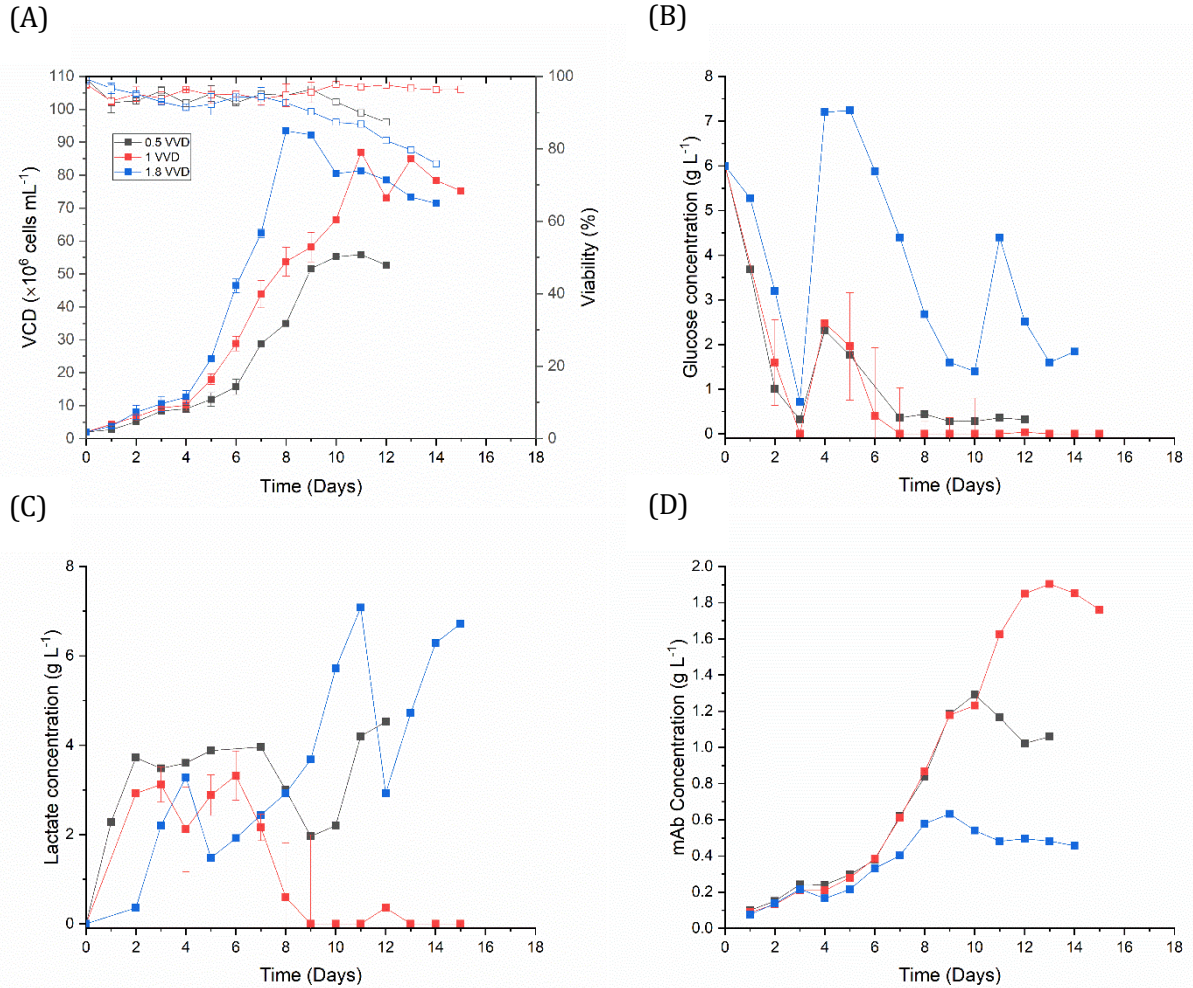 (A)
110
100
90
80
70
60
50
40
30
20
10
0
VCD (×10⁶ cells mL⁻¹)
0.5 VVD
1 VVD
1.8 VVD
100
80
60
40
20
0
Viability (%)
0 2 4 6 8 10 12 14 16 18
Time (Days)
(B)
8
7
6
5
4
3
2
1
0
Glucose concentration (g L⁻¹)
0 2 4 6 8 10 12 14 16 18
Time (Days)
(C)
8
6
4
2
0
Lactate concentration (g L⁻¹)
0 2 4 6 8 10 12 14 16 18
Time (Days)
(D)
2.0
1.8
1.6
1.4
1.2
1.0
0.8
0.6
0.4
0.2
0.0
mAb Concentration (g L⁻¹)
0 2 4 6 8 10 12 14 16 18
Time (Days)